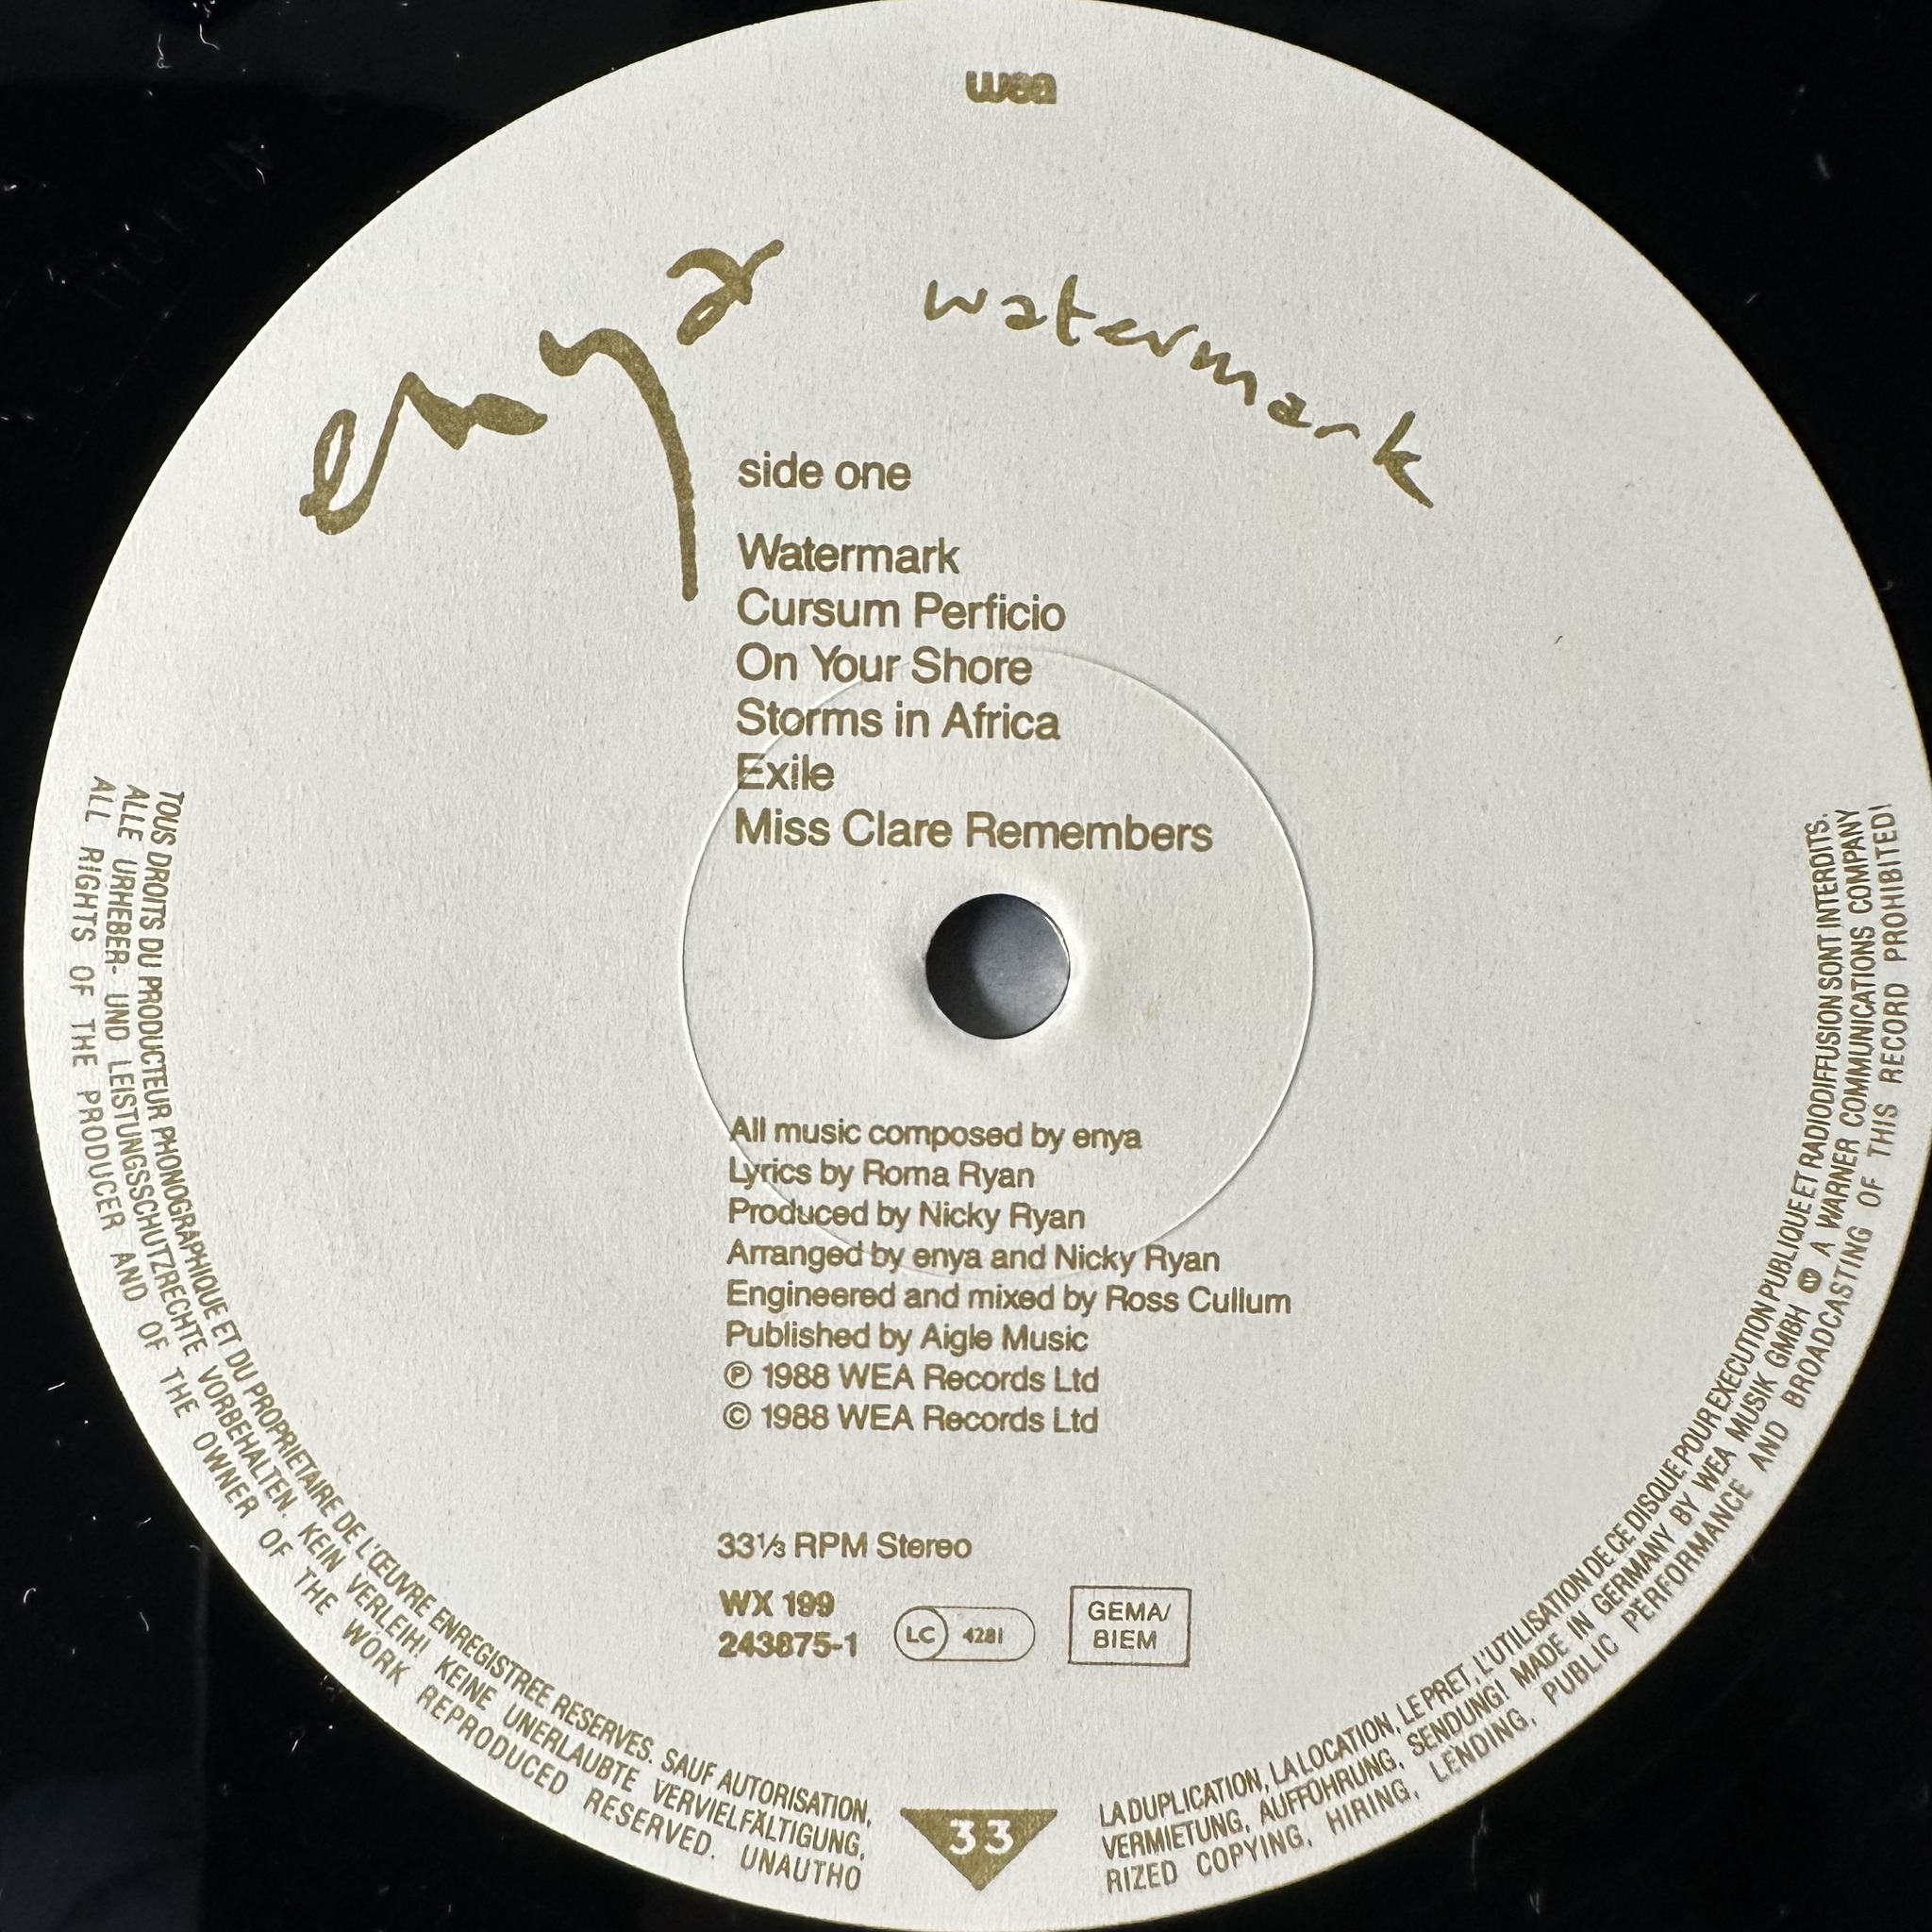 wea
enya
watermark
side one
Watermark
Cursum Perficio
On Your Shore
Storms in Africa
Exile
Miss Clare Remembers
All music composed by enya
Lyrics by Roma Ryan
Produced by Nicky Ryan
Arranged by enya and Nicky Ryan
Engineered and mixed by Ross Cullum
Published by Aigle Music
℗ 1988 WEA Records Ltd
© 1988 WEA Records Ltd
33⅓ RPM Stereo
WX 199
243875-1
LC 4281
GEMA/
BIEM
33
TOUS DROITS DU PRODUCTEUR PHONOGRAPHIQUE ET DU PROPRIETAIRE DE L'ŒUVRE ENREGISTREE RESERVES. SAUF AUTORISATION, LA DUPLICATION, LA LOCATION, LE PRET, L'UTILISATION DE CE DISQUE POUR EXECUTION PUBLIQUE ET RADIODIFFUSION SONT INTERDITS.
ALLE URHEBER- UND LEISTUNGSSCHUTZRECHTE VORBEHALTEN. KEIN VERLEIH! KEINE UNERLAUBTE VERVIELFÄLTIGUNG, VERMIETUNG, AUFFÜHRUNG, SENDUNG! MADE IN GERMANY BY WEA MUSIK GMBH W A WARNER COMMUNICATIONS COMPANY
ALL RIGHTS OF THE PRODUCER AND OF THE OWNER OF THE WORK REPRODUCED RESERVED. UNAUTHORIZED COPYING, HIRING, LENDING, PUBLIC PERFORMANCE AND BROADCASTING OF THIS RECORD PROHIBITED!